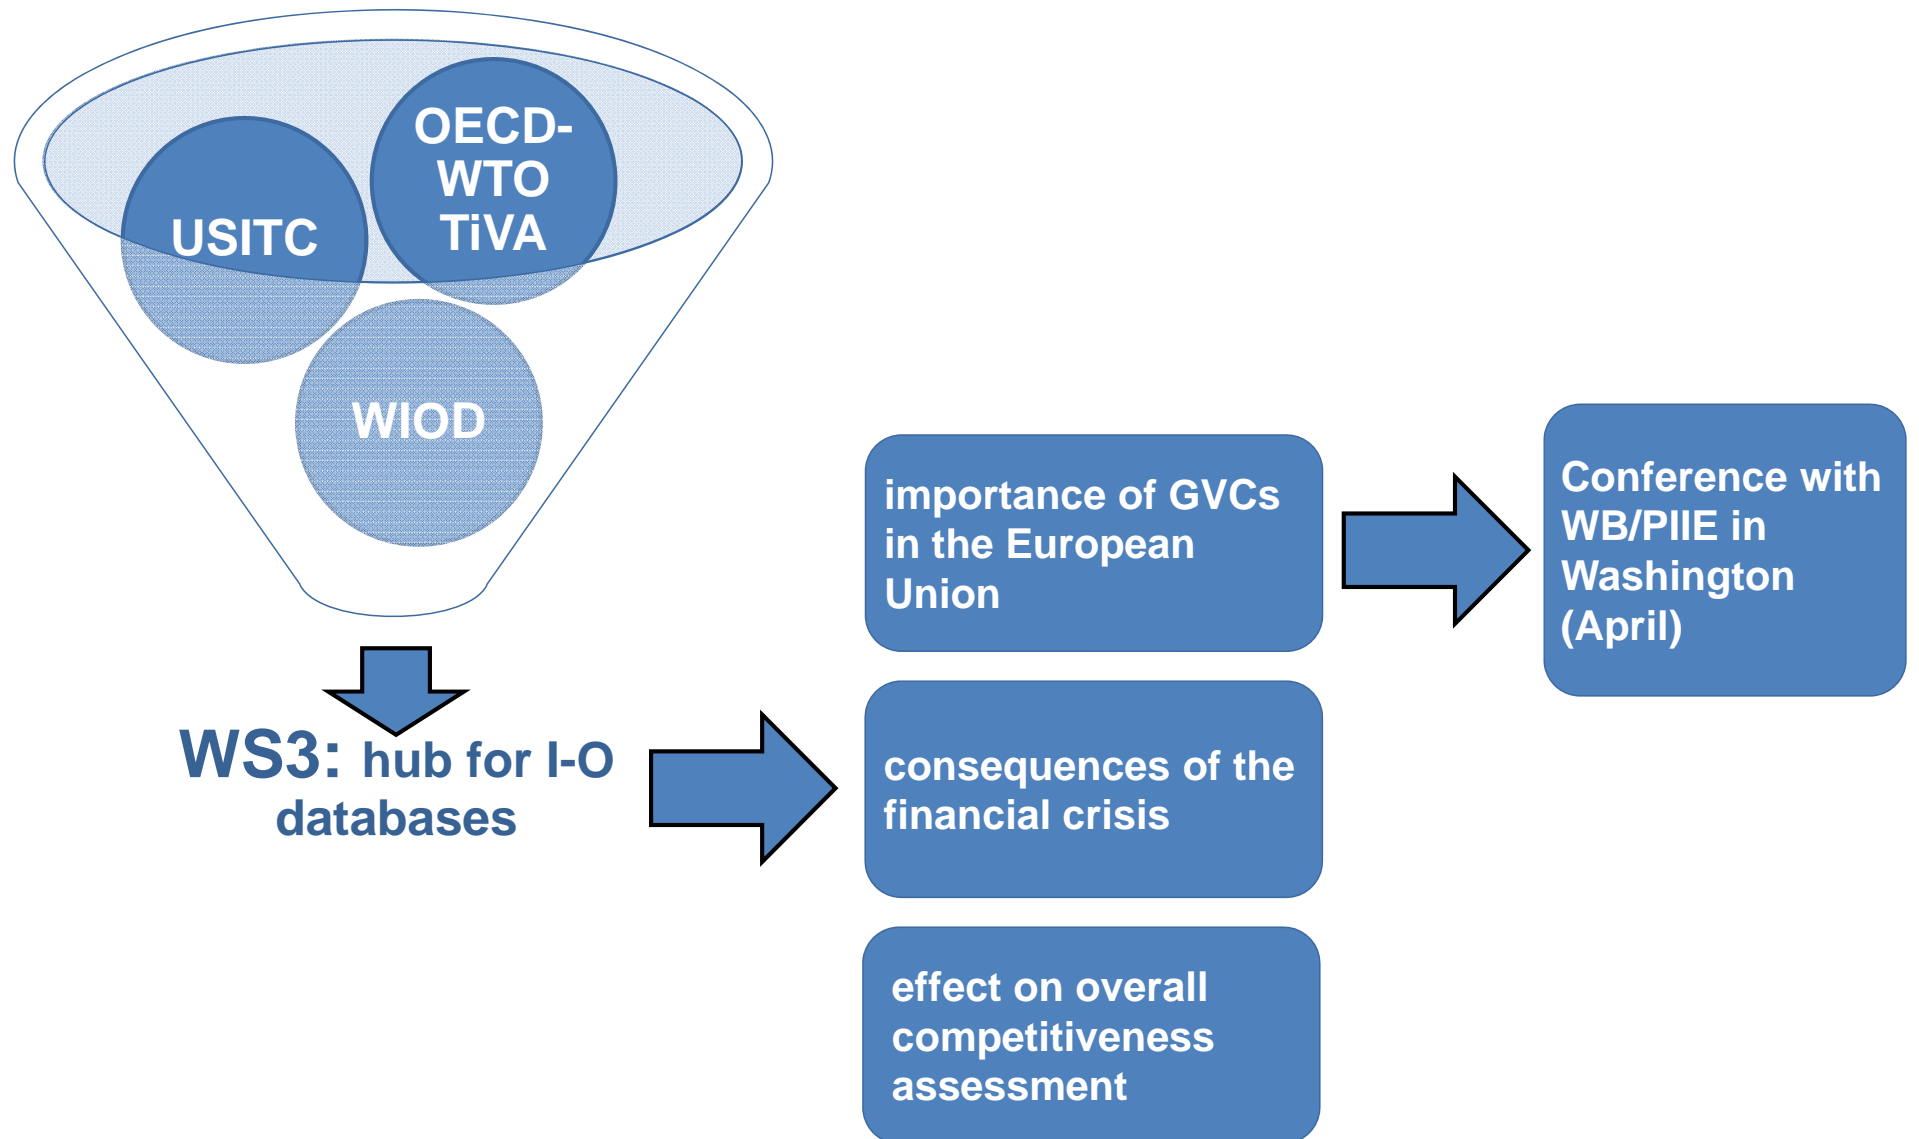 OECD-
WTO
TiVA
USITC
WIOD
WS3: hub for I-O
databases
importance of GVCs
in the European
Union
consequences of the
financial crisis
effect on overall
competitiveness
assessment
Conference with
WB/PIIE in
Washington
(April)